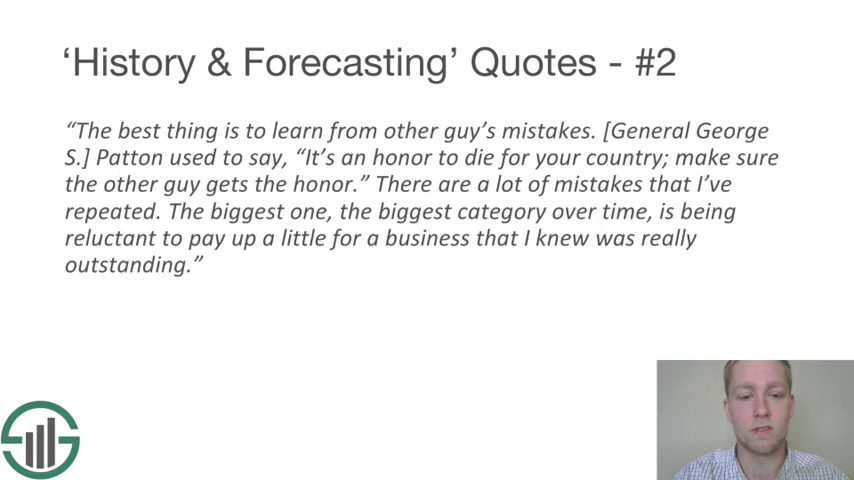 ‘History & Forecasting’ Quotes - #2
“The best thing is to learn from other guy’s mistakes. [General George
S.] Patton used to say, “It’s an honor to die for your country; make sure
the other guy gets the honor.” There are a lot of mistakes that I’ve
repeated. The biggest one, the biggest category over time, is being
reluctant to pay up a little for a business that I knew was really
outstanding.”